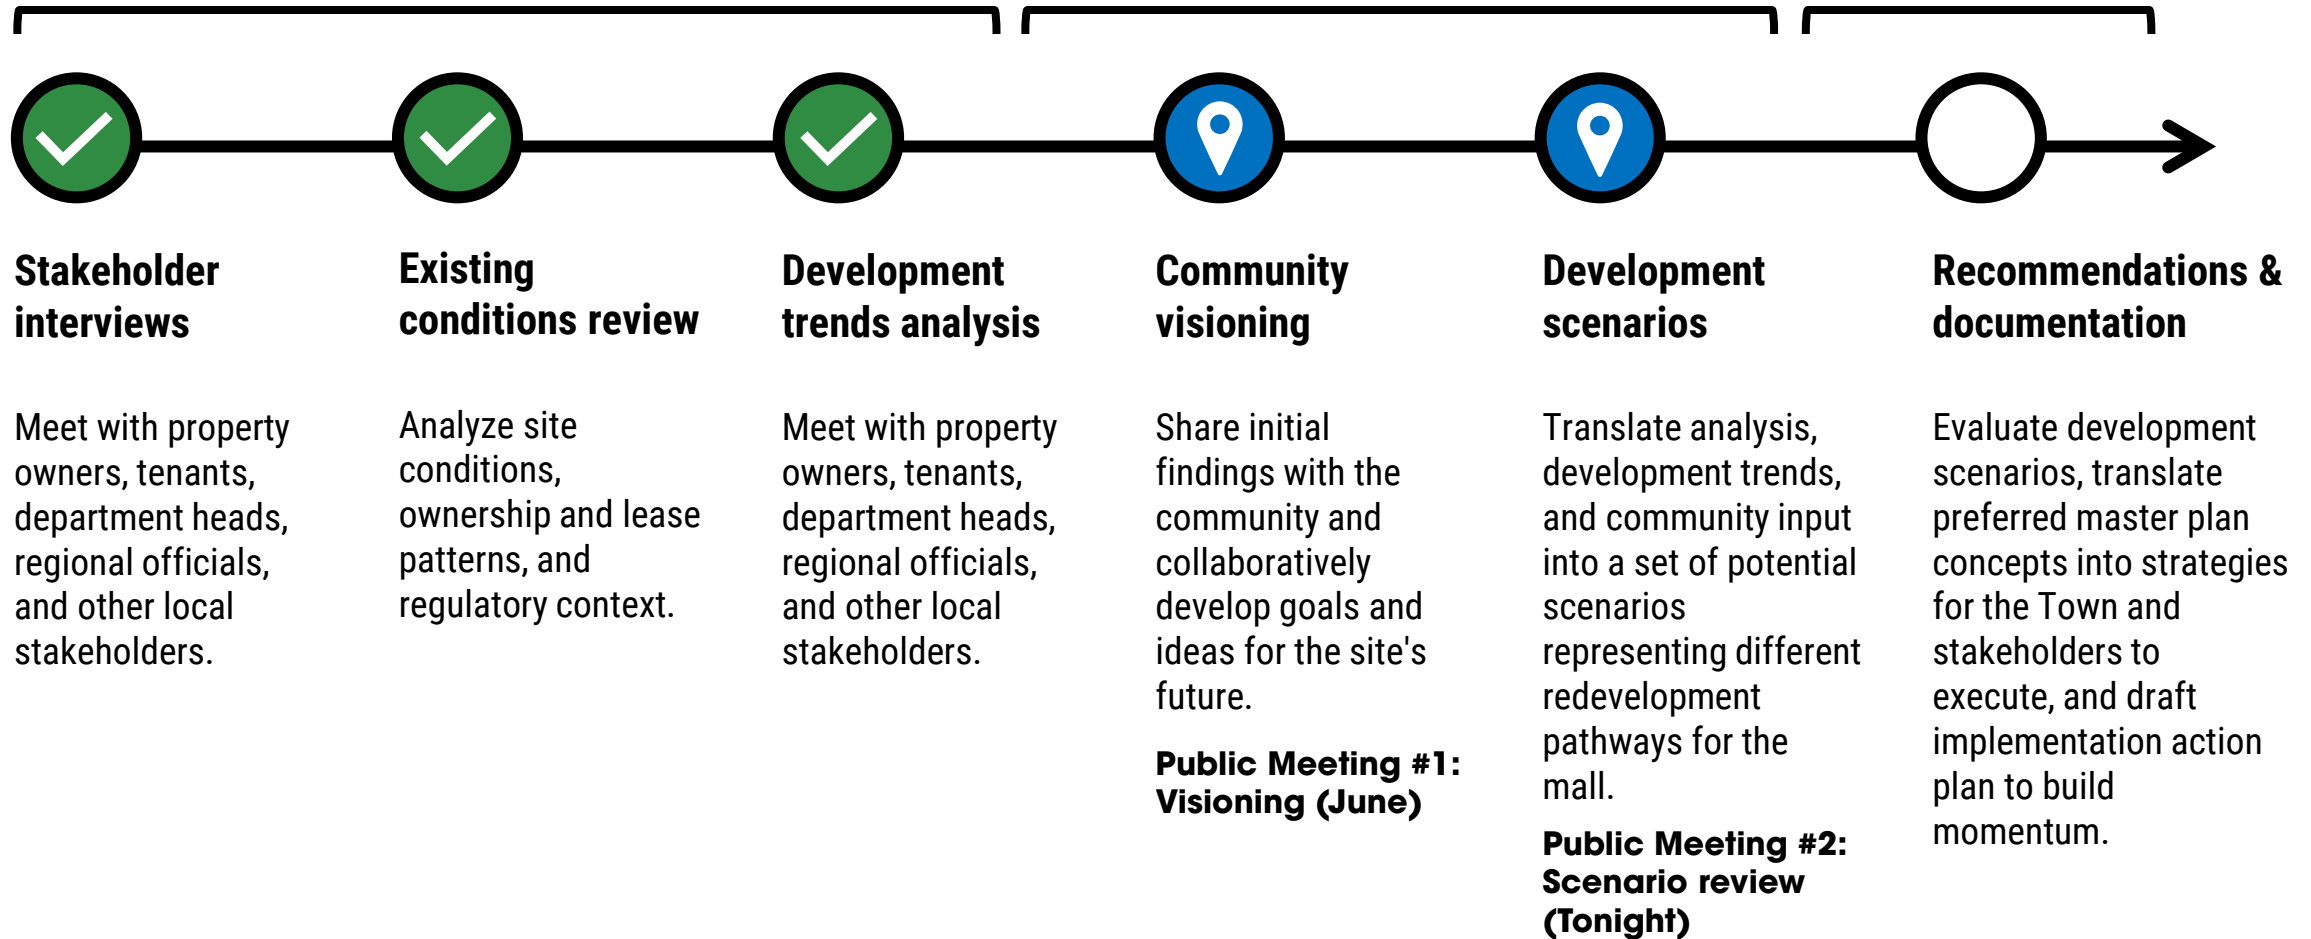 Stakeholder
interviews
Meet with property
owners, tenants,
department heads,
regional officials,
and other local
stakeholders.
Existing
conditions review
Analyze site
conditions,
ownership and lease
patterns, and
regulatory context.
Development
trends analysis
Meet with property
owners, tenants,
department heads,
regional officials,
and other local
stakeholders.
Community
visioning
Share initial
findings with the
community and
collaboratively
develop goals and
ideas for the site's
future.
Public Meeting #1:
Visioning (June)
Development
scenarios
Translate analysis,
development trends,
and community input
into a set of potential
scenarios
representing different
redevelopment
pathways for the
mall.
Public Meeting #2:
Scenario review
(Tonight)
Recommendations &
documentation
Evaluate development
scenarios, translate
preferred master plan
concepts into strategies
for the Town and
stakeholders to
execute, and draft
implementation action
plan to build
momentum.